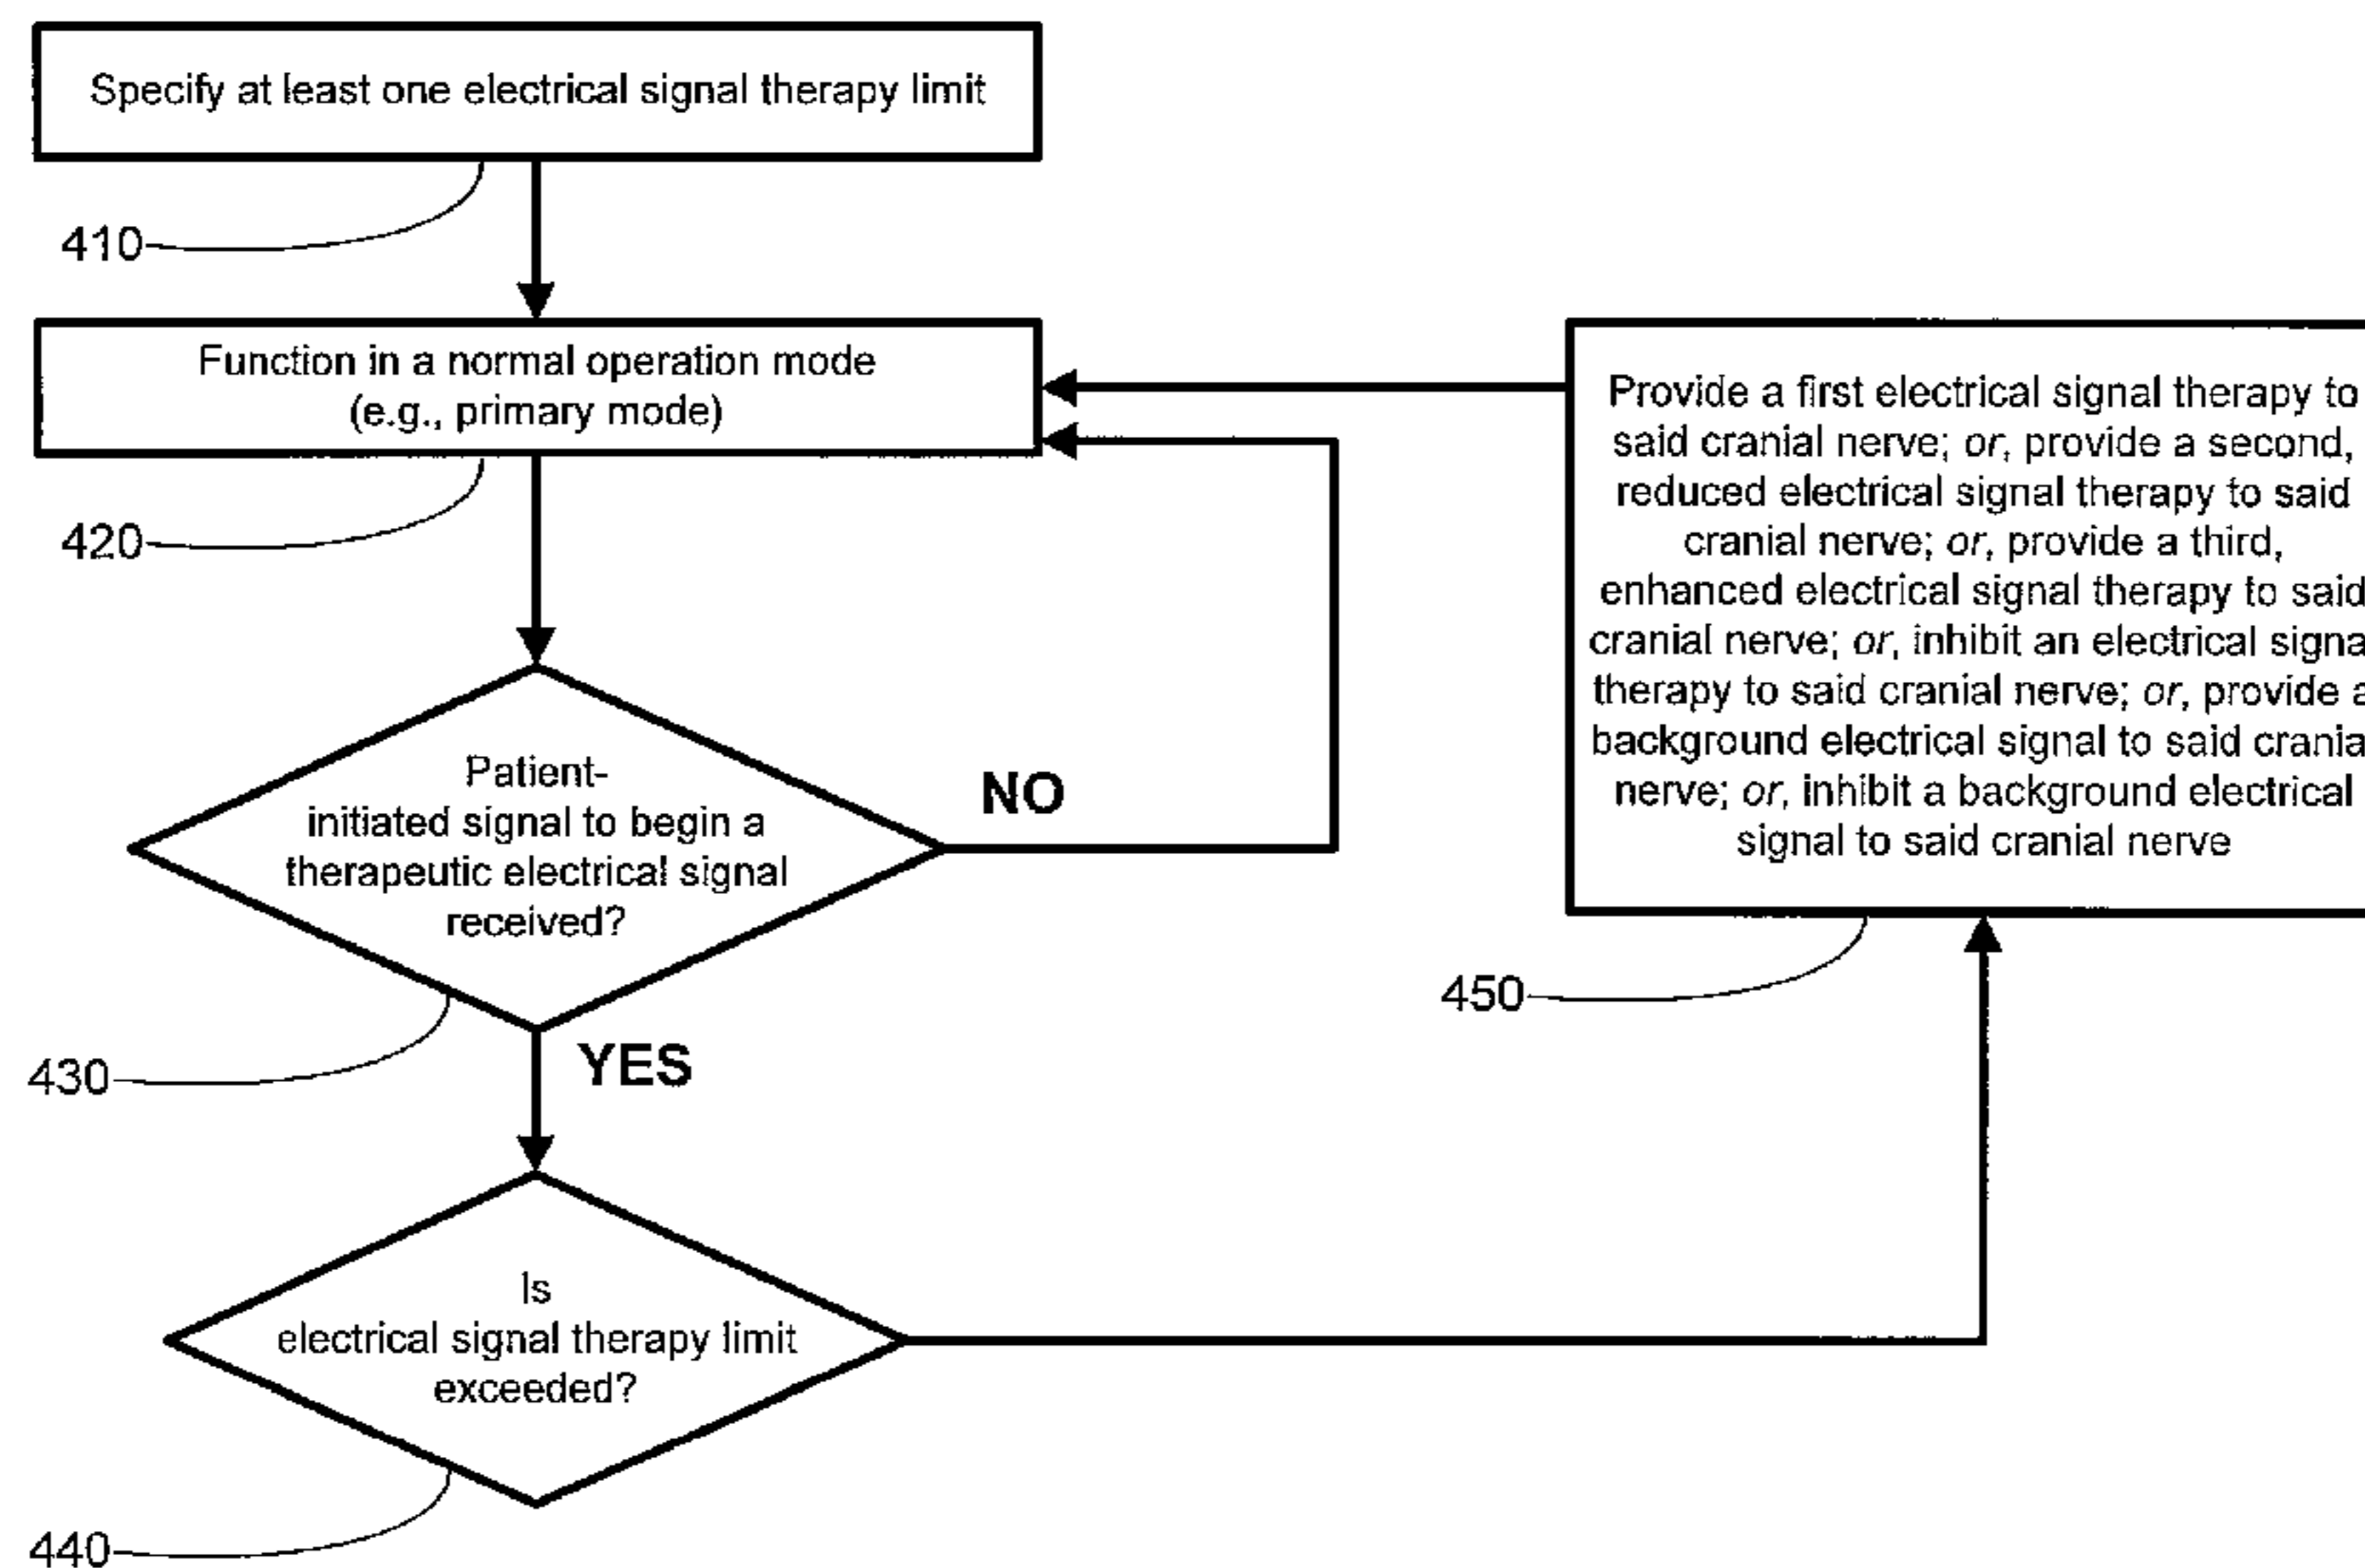 Specify at least one electrical signal therapy limit
410
Function in a normal operation mode
(e.g., primary mode)
420
Patient-
initiated signal to begin a
therapeutic electrical signal
received?
NO
430
YES
Is
electrical signal therapy limit
exceeded?
440
Provide a first electrical signal therapy to
said cranial nerve; or, provide a second,
reduced electrical signal therapy to said
cranial nerve; or, provide a third,
enhanced electrical signal therapy to said
cranial nerve; or, inhibit an electrical signa
therapy to said cranial nerve; or, provide a
background electrical signal to said crania
nerve; or, inhibit a background electrical
signal to said cranial nerve
450